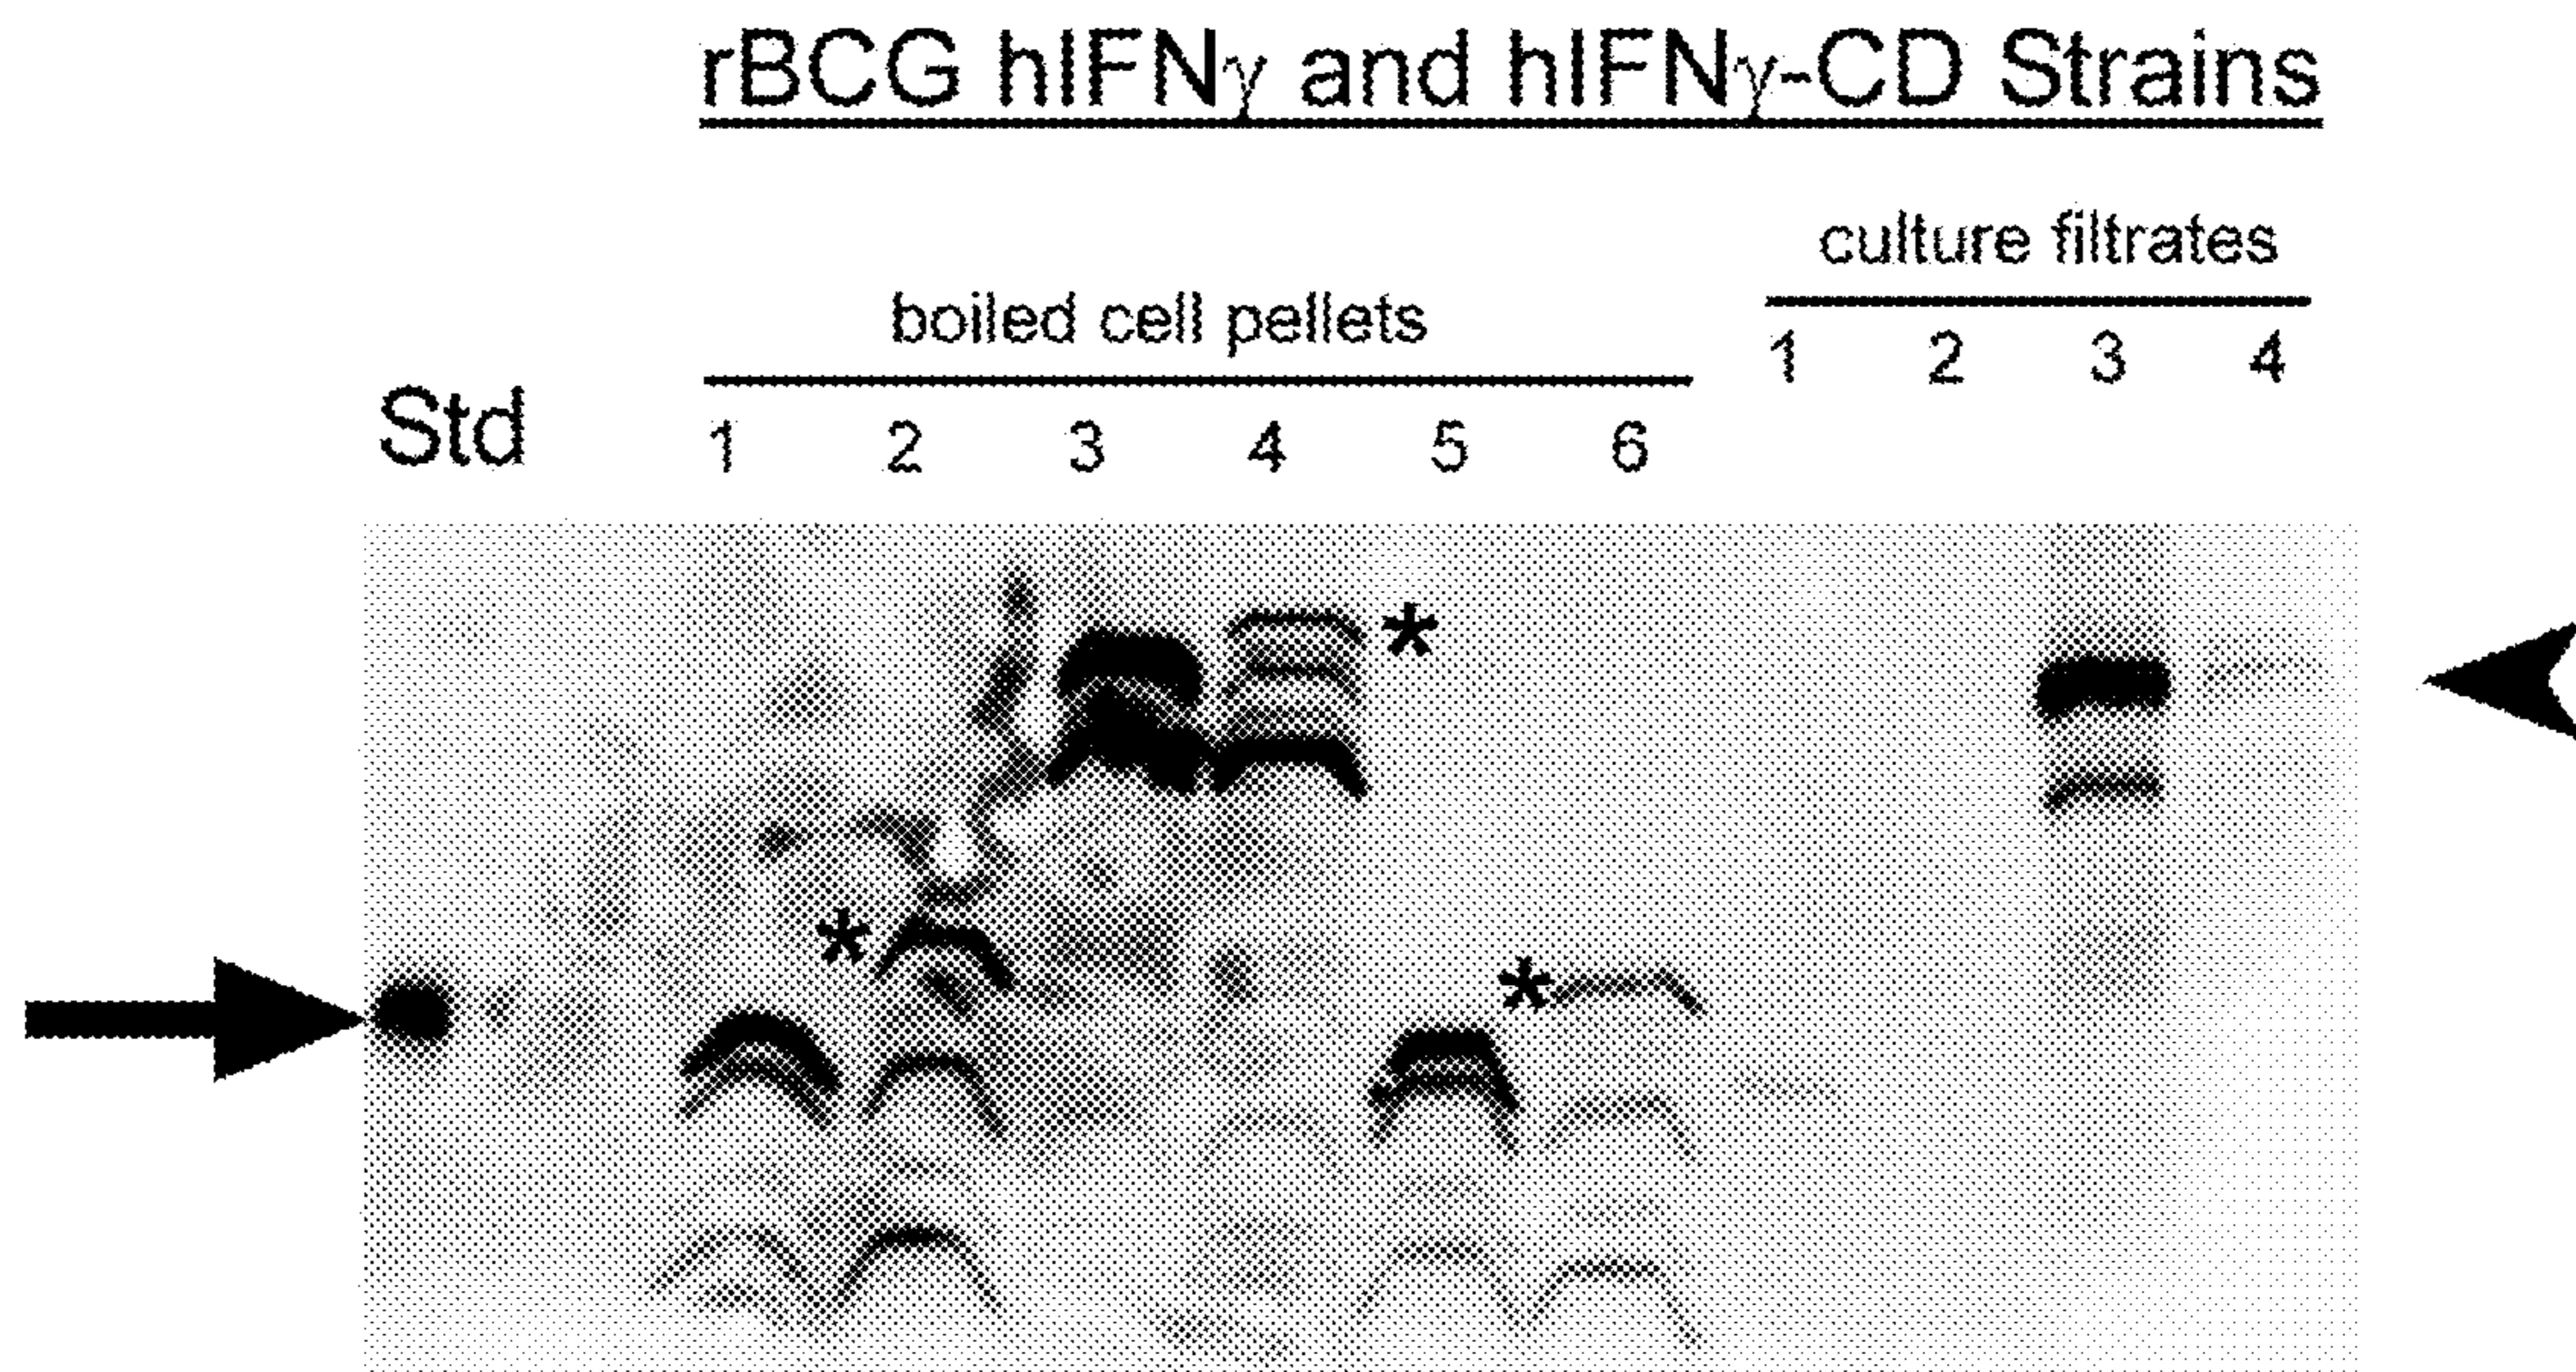 rBCG hIFNγ and hIFNγ-CD Strains
culture filtrates
boiled cell pellets
1 2 3 4
Std 1 2 3 4 5 6
*
*
*